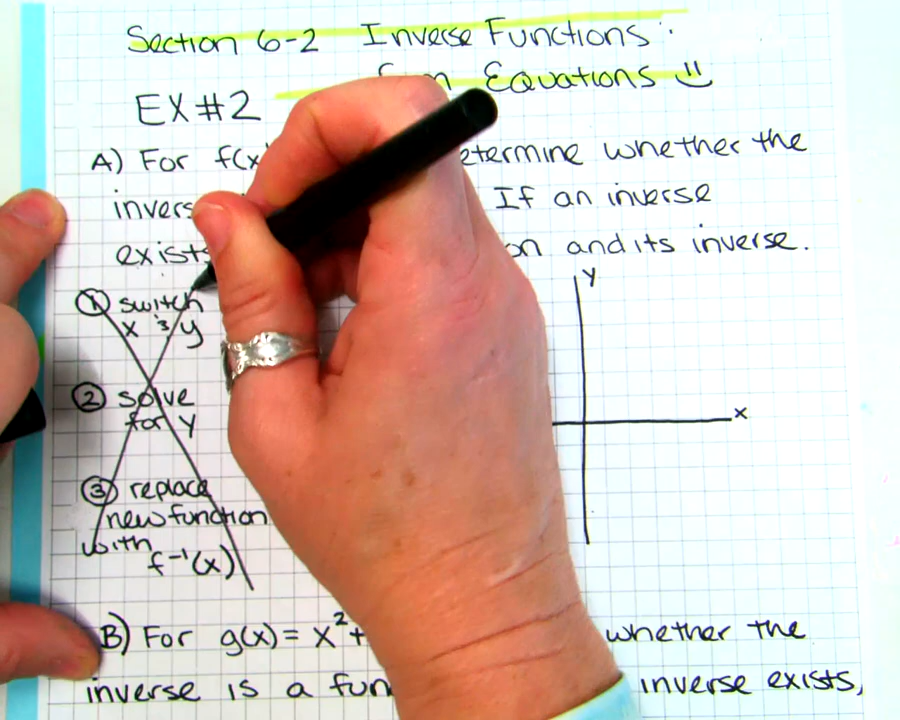 Section 6-2 Inverse Functions:
Equations
EX #2
A) For f(x) etermine whether the
invers If an inverse
exists on and its inverse.
① switch
x & y
② solve
for y
③ replace
new function
with
f⁻¹(x)
y
x
B) For g(x) = x²+ whether the
inverse is a fun inverse exists,